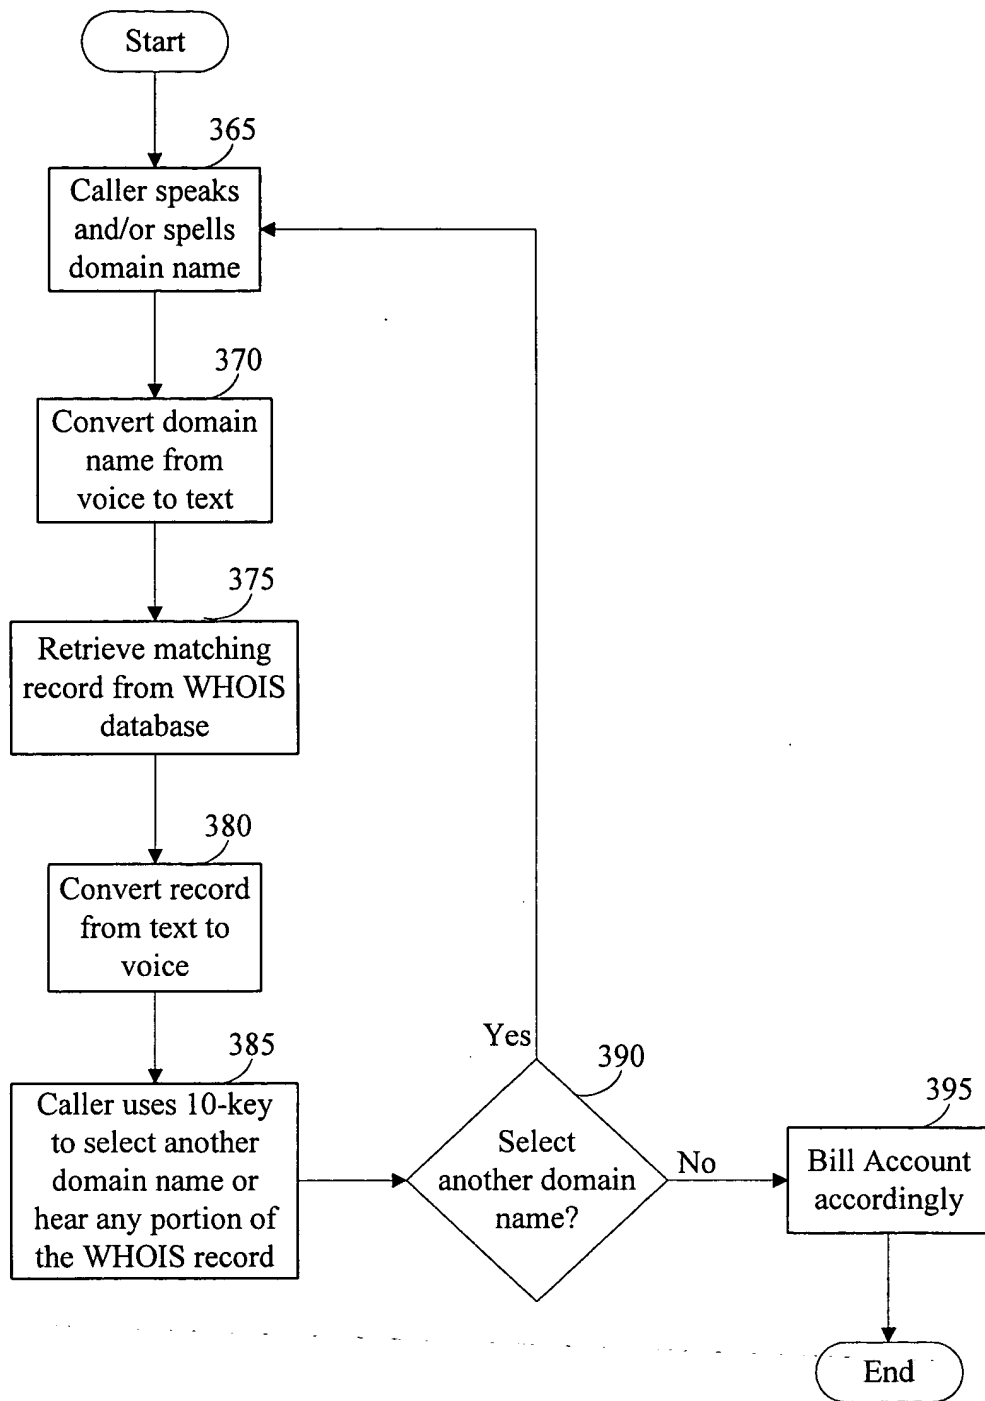 Start
365
Caller speaks
and/or spells
domain name
370
Convert domain
name from
voice to text
375
Retrieve matching
record from WHOIS
database
380
Convert record
from text to
voice
385
Caller uses 10-key
to select another
domain name or
hear any portion of
the WHOIS record
Yes
390
Select
another domain
name?
No
395
Bill Account
accordingly
End